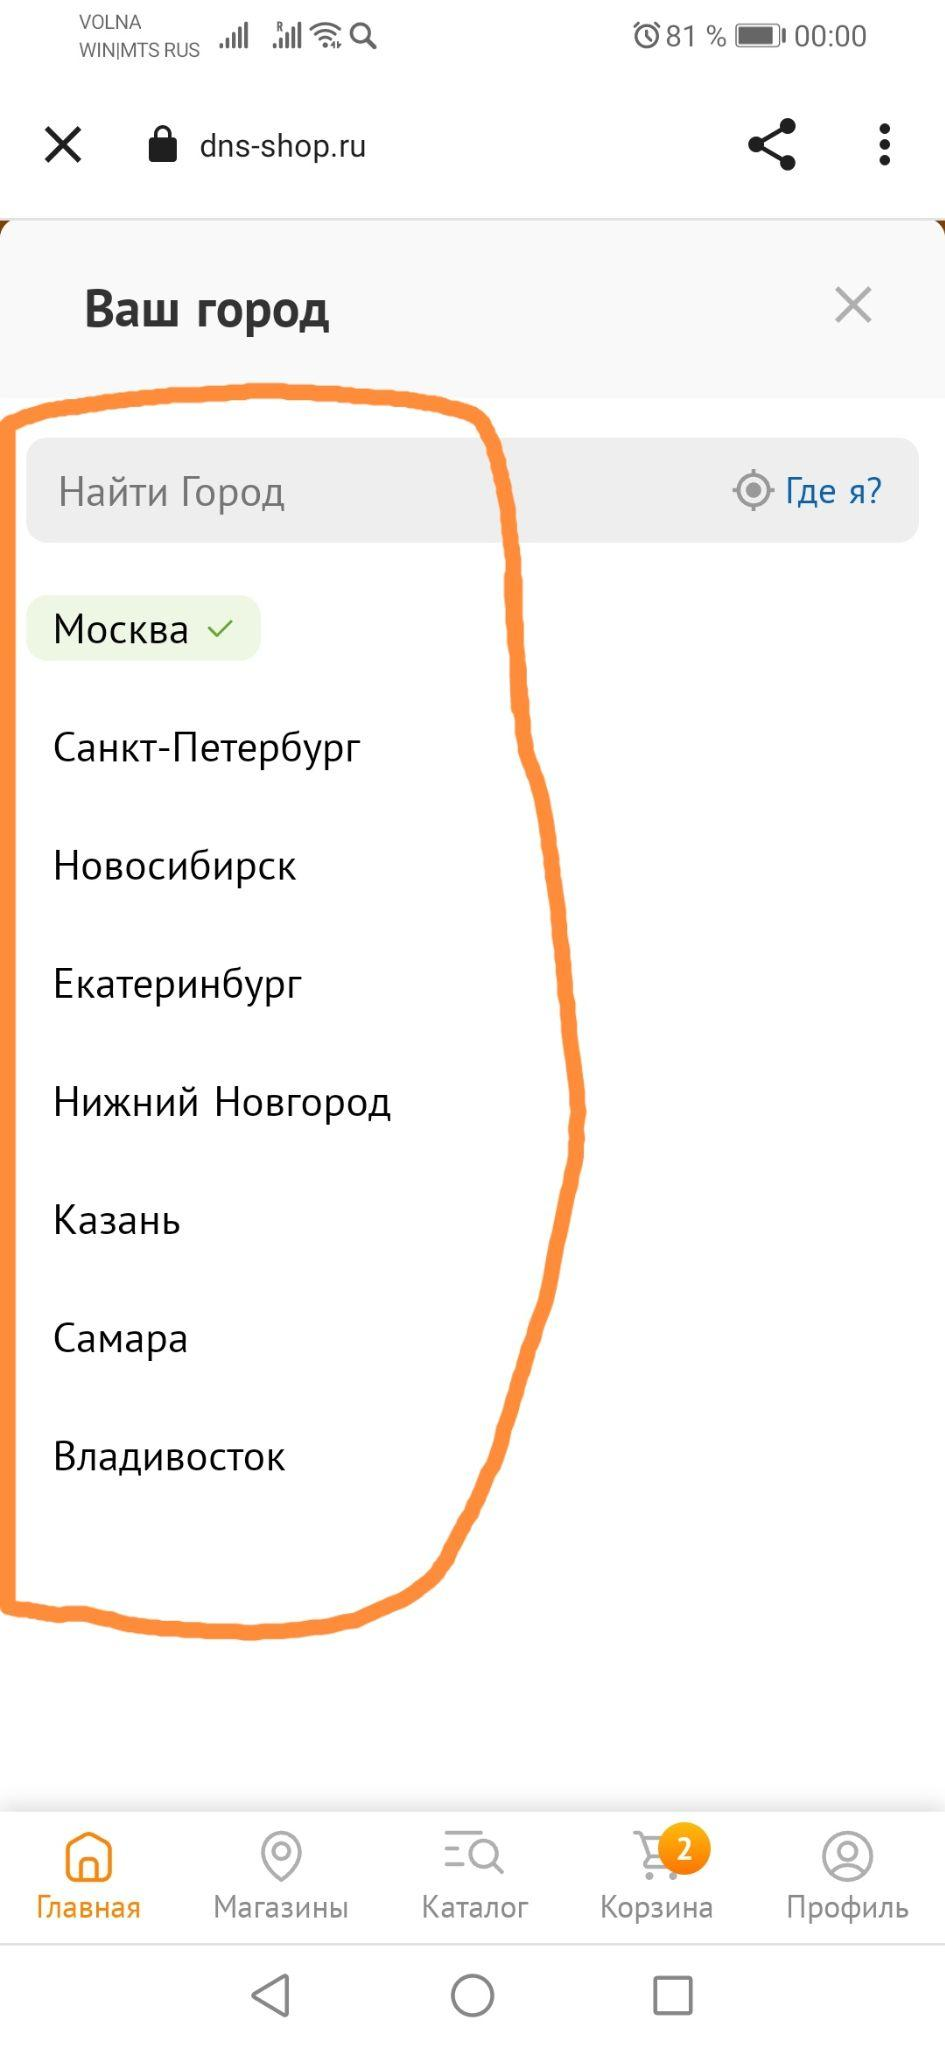 VOLNA
WIN|MTS RUS
R
81 %
00:00
dns-shop.ru
Ваш город
Найти Город
Где я?
Москва
Санкт-Петербург
Новосибирск
Екатеринбург
Нижний Новгород
Казань
Самара
Владивосток
2
Главная
Магазины
Каталог
Корзина
Профиль